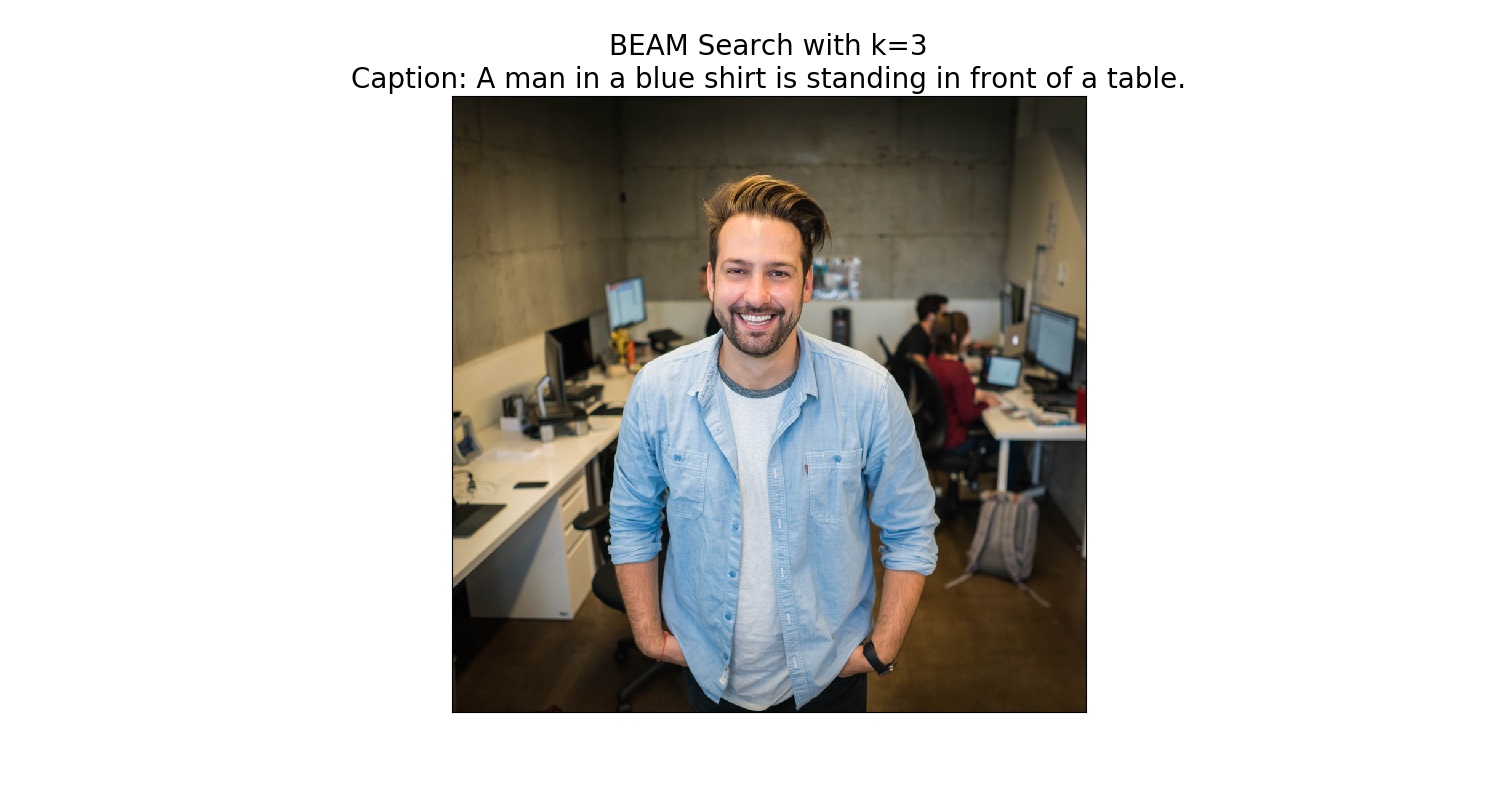 BEAM Search with k=3
Caption: A man in a blue shirt is standing in front of a table.